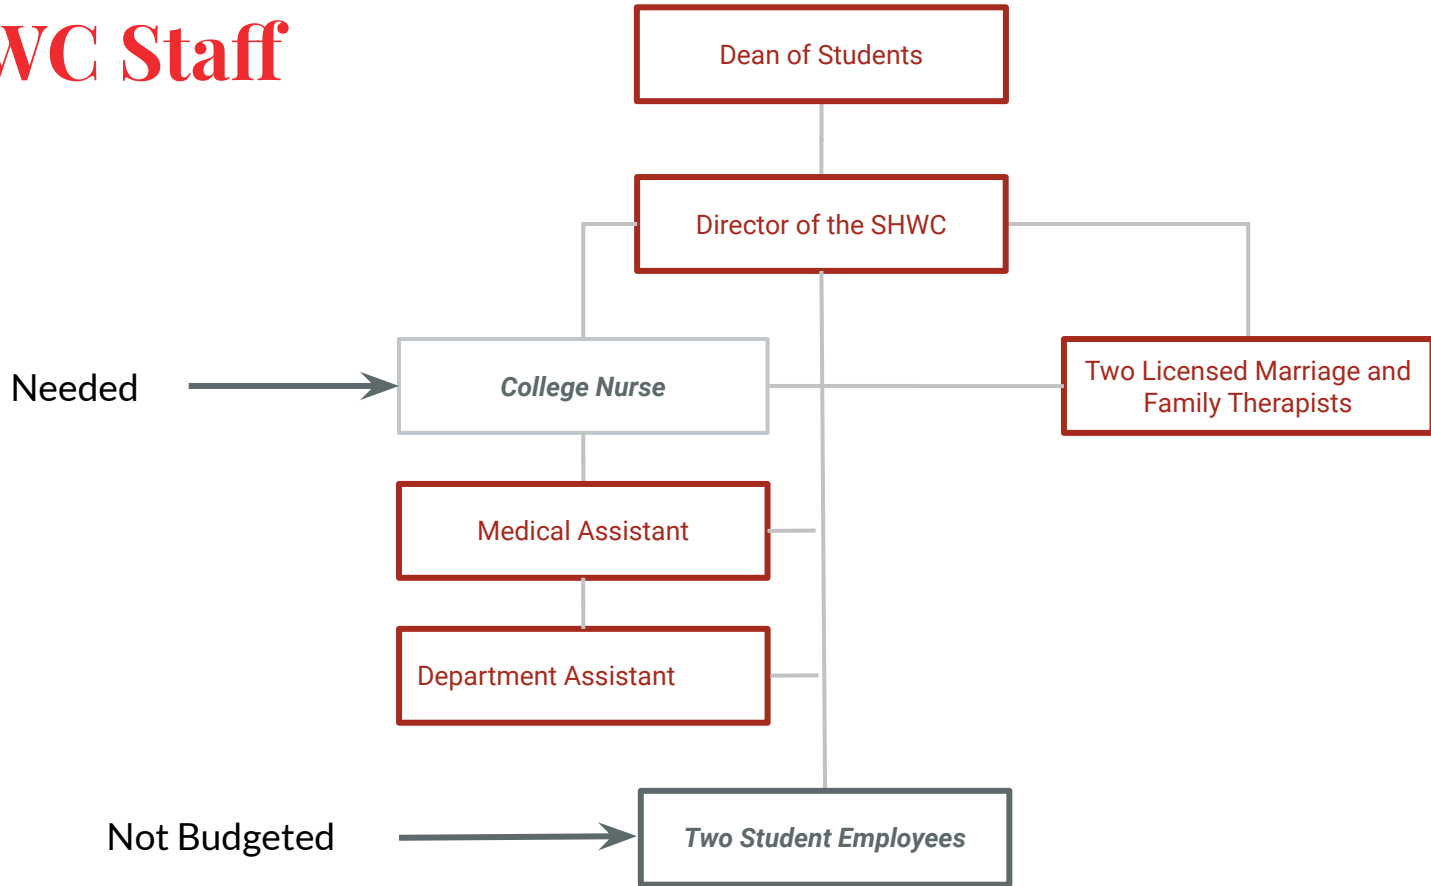 WC Staff
Dean of Students
Director of the SHWC
Needed
College Nurse
Two Licensed Marriage and
Family Therapists
Medical Assistant
Department Assistant
Not Budgeted
Two Student Employees